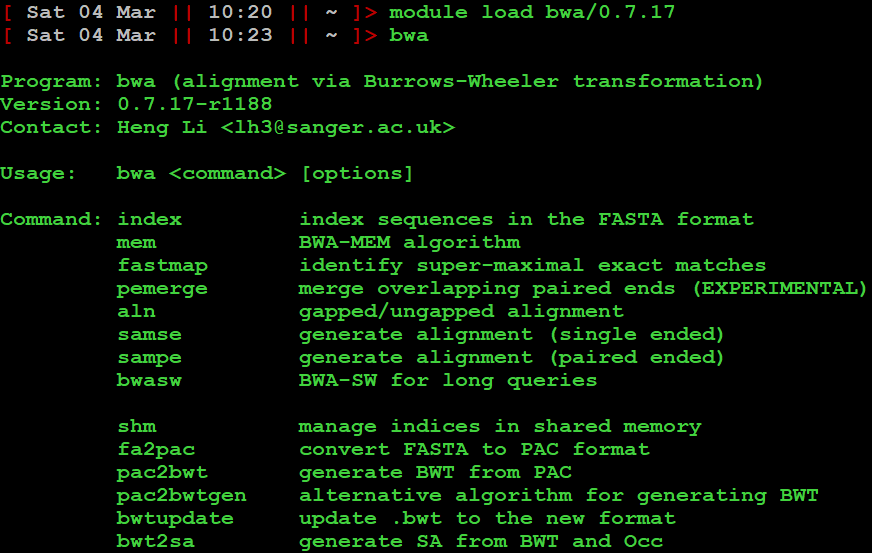 [ Sat 04 Mar || 10:20 || ~ ]> module load bwa/0.7.17
[ Sat 04 Mar || 10:23 || ~ ]> bwa
Program: bwa (alignment via Burrows-Wheeler transformation)
Version: 0.7.17-r1188
Contact: Heng Li <lh3@sanger.ac.uk>
Usage:   bwa <command> [options]
Command: index         index sequences in the FASTA format
         mem           BWA-MEM algorithm
         fastmap       identify super-maximal exact matches
         pemerge       merge overlapping paired ends (EXPERIMENTAL)
         aln           gapped/ungapped alignment
         samse         generate alignment (single ended)
         sampe         generate alignment (paired ended)
         bwasw         BWA-SW for long queries
         shm           manage indices in shared memory
         fa2pac        convert FASTA to PAC format
         pac2bwt       generate BWT from PAC
         pac2bwtgen    alternative algorithm for generating BWT
         bwtupdate     update .bwt to the new format
         bwt2sa        generate SA from BWT and Occ